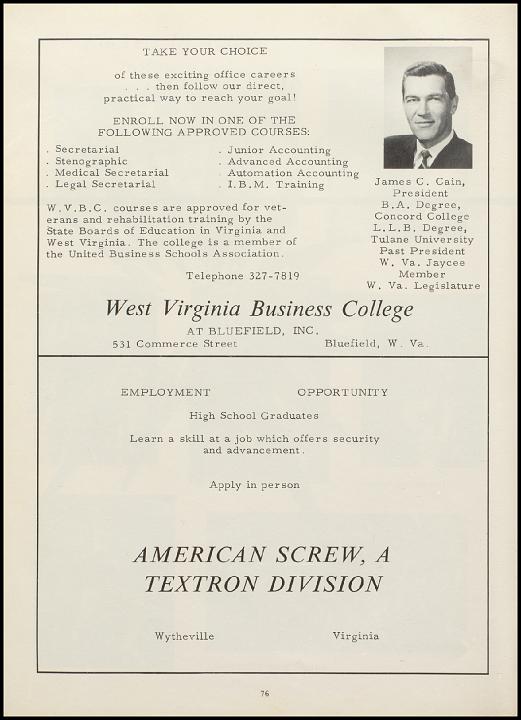 TAKE YOUR CHOICE
of these exciting office careers
. . . then follow our direct,
practical way to reach your goal!
ENROLL NOW IN ONE OF THE
FOLLOWING APPROVED COURSES:
. Secretarial
. Stenographic
. Medical Secretarial
. Legal Secretarial
. Junior Accounting
. Advanced Accounting
. Automation Accounting
. I.B.M. Training
W.V.B.C. courses are approved for vet-
erans and rehabilitation training by the
State Boards of Education in Virginia and
West Virginia. The college is a member of
the United Business Schools Association.
Telephone 327-7819
James C. Cain,
President
B.A. Degree,
Concord College
L.L.B. Degree,
Tulane University
Past President
W. Va. Jaycee
Member
W. Va. Legislature
West Virginia Business College
AT BLUEFIELD, INC.
531 Commerce Street Bluefield, W. Va.
EMPLOYMENT OPPORTUNITY
High School Graduates
Learn a skill at a job which offers security
and advancement.
Apply in person
AMERICAN SCREW, A
TEXTRON DIVISION
Wytheville Virginia
76